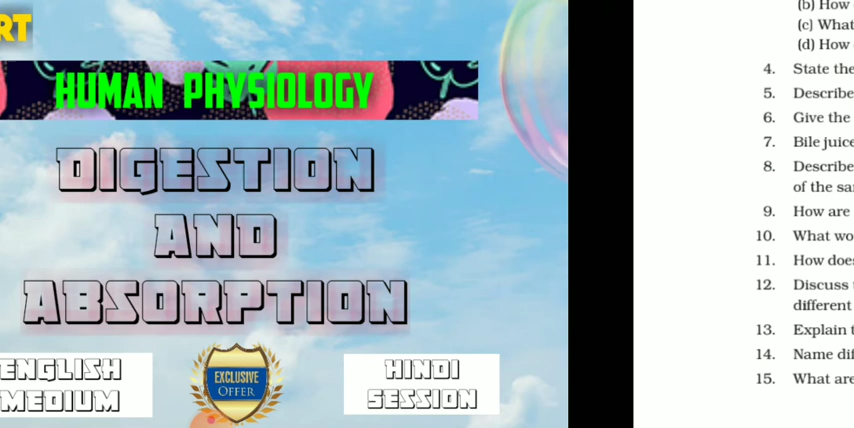 RT
HUMAN PHYSIOLOGY
DIGESTION
AND
ABSORPTION
ENGLISH
MEDIUM
EXCLUSIVE
OFFER
HINDI
SESSION
(b) How
(c) What
(d) How
4. State the
5. Describe
6. Give the
7. Bile juice
8. Describe
of the sa
9. How are
10. What wo
11. How does
12. Discuss
different
13. Explain t
14. Name dif
15. What are